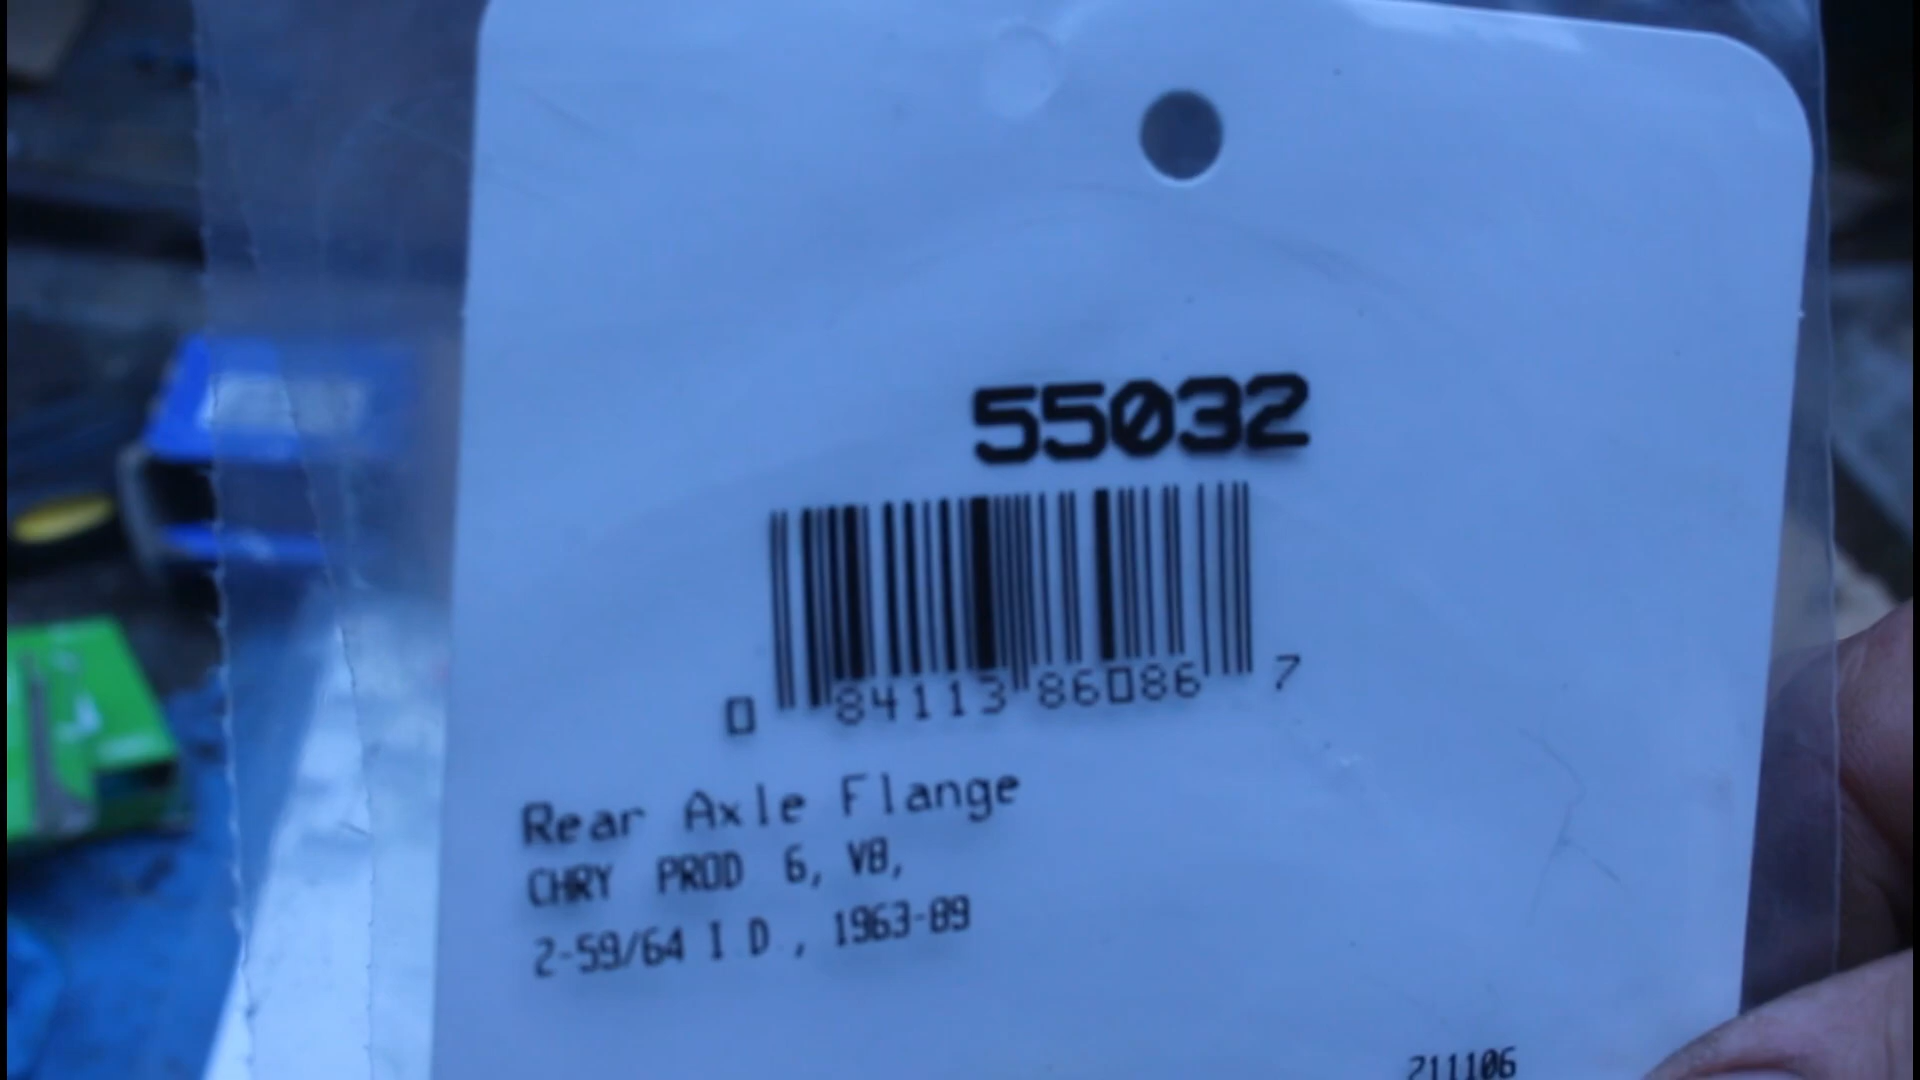 55032
0 84113 86086 7
Rear Axle Flange
CHRY PROD 6, V8,
2-59/64 I D , 1963-89
211106